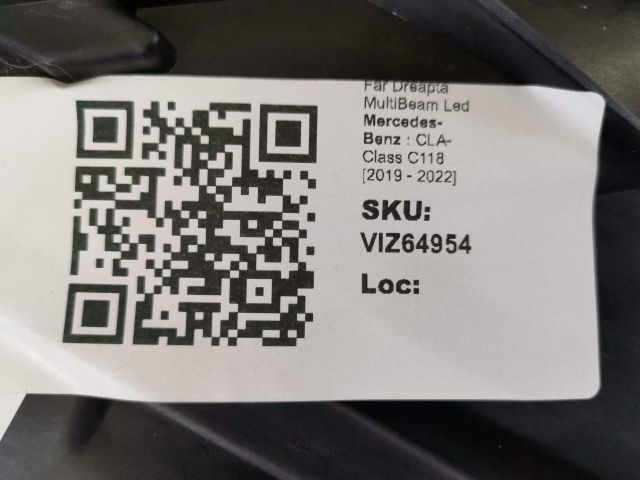 Far Dreapta
MultiBeam Led
Mercedes-
Benz : CLA-
Class C118
[2019 - 2022]
SKU:
VIZ64954
Loc: